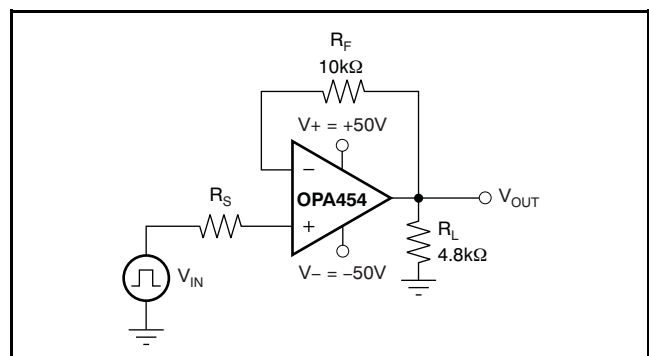 R_F
10kΩ
V+ = +50V
−
OPA454
R_S
+
V_OUT
R_L
4.8kΩ
V− = −50V
V_IN